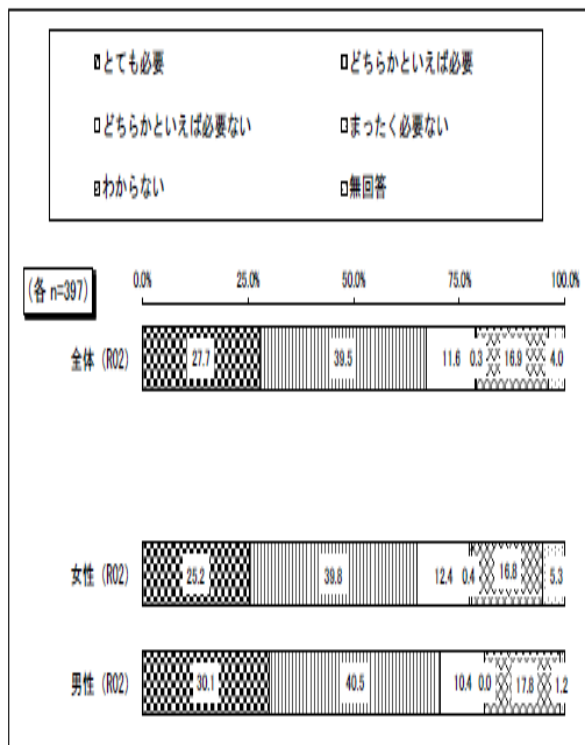 とても必要 どちらかといえば必要
どちらかといえば必要ない まったく必要ない
わからない 無回答
(各 n=397) 0.0% 25.0% 50.0% 75.0% 100.0%
全体 (R02) 27.7 39.5 11.6 0.3 16.9 4.0
女性 (R02) 25.2 39.8 12.4 0.4 16.8 5.3
男性 (R02) 30.1 40.5 10.4 0.0 17.8 1.2